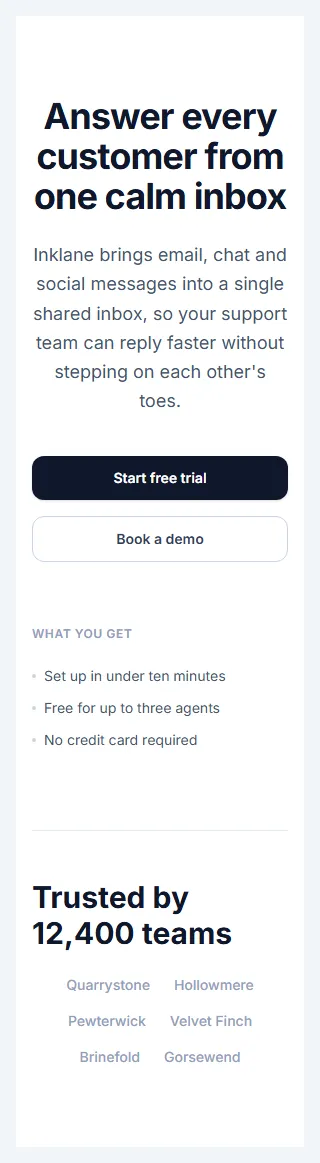 Answer every
customer from
one calm inbox
Inklane brings email, chat and
social messages into a single
shared inbox, so your support
team can reply faster without
stepping on each other's
toes.
Start free trial
Book a demo
WHAT YOU GET
Set up in under ten minutes
Free for up to three agents
No credit card required
Trusted by
12,400 teams
Quarrystone Hollowmere
Pewterwick Velvet Finch
Brinefold Gorsewend